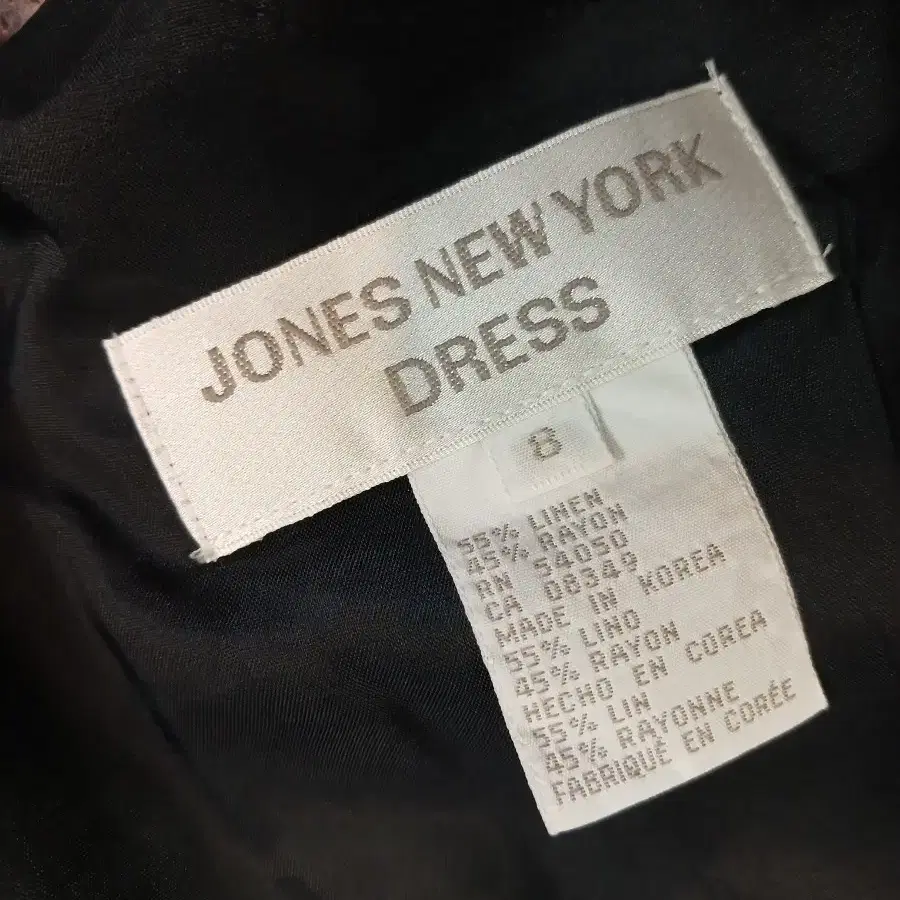 JONES NEW YORK
DRESS
8
55% LINEN
45% RAYON
RN 54050
CA 08349
MADE IN KOREA
55% LINO
45% RAYON
HECHO EN COREA
55% LIN
45% RAYONNE
FABRIQUÉ EN CORÉE